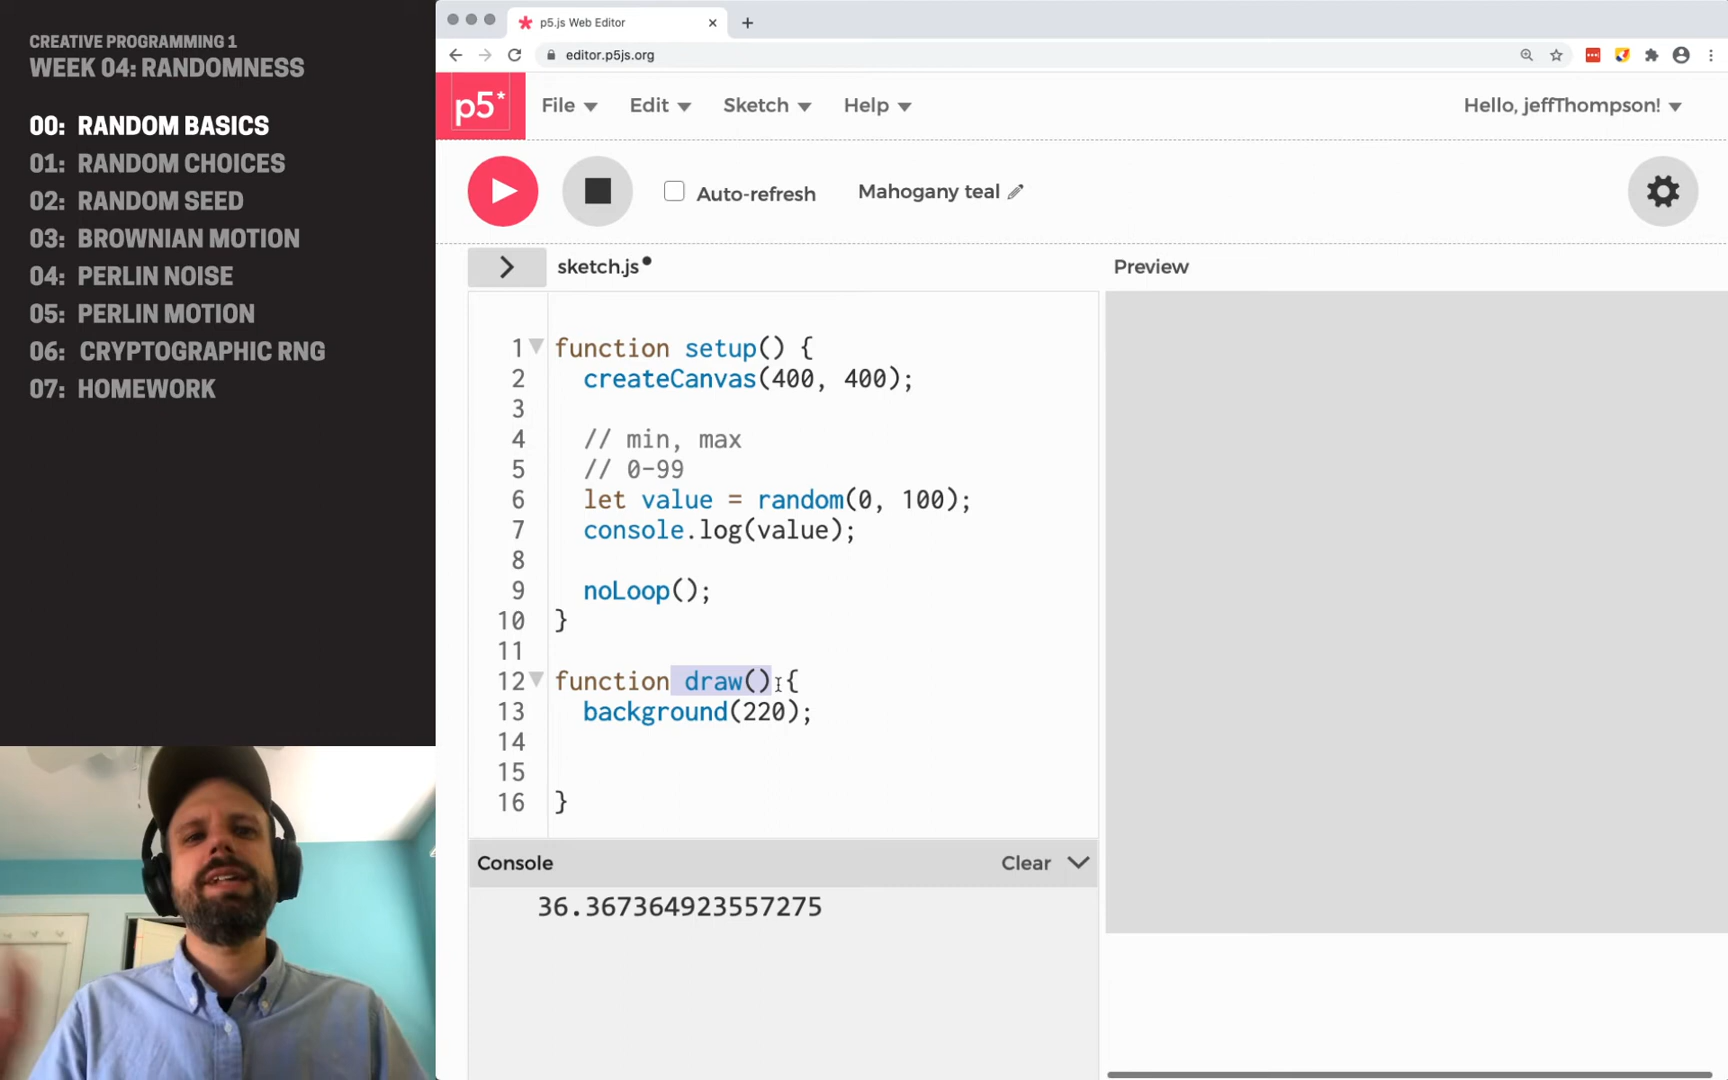 CREATIVE PROGRAMMING 1
WEEK 04: RANDOMNESS
00: RANDOM BASICS
01: RANDOM CHOICES
02: RANDOM SEED
03: BROWNIAN MOTION
04: PERLIN NOISE
05: PERLIN MOTION
06: CRYPTOGRAPHIC RNG
07: HOMEWORK
p5.js Web Editor
editor.p5js.org
p5* File Edit Sketch Help Hello, jeffThompson!
Auto-refresh Mahogany teal
sketch.js Preview
1 function setup() {
2 createCanvas(400, 400);
3
4 // min, max
5 // 0-99
6 let value = random(0, 100);
7 console.log(value);
8
9 noLoop();
10 }
11
12 function draw() {
13 background(220);
14
15
16 }
Console Clear
36.367364923557275